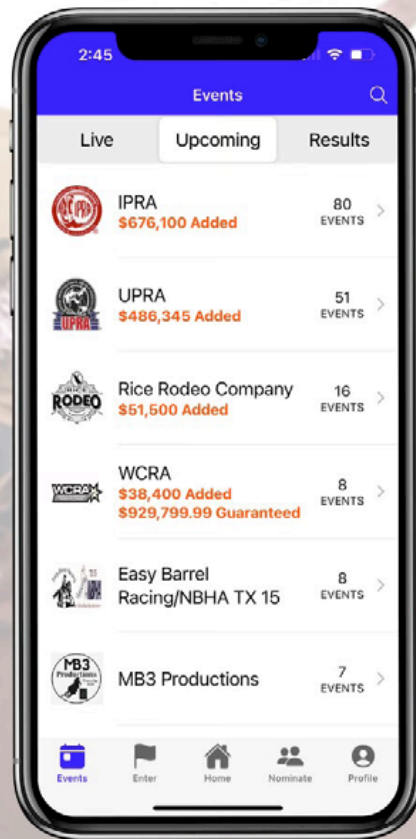 2:45
Events
Live Upcoming Results
IPRA
$676,100 Added
80
EVENTS
UPRA
$486,345 Added
51
EVENTS
UPRA
RODEO
Rice Rodeo Company
$51,500 Added
16
EVENTS
WCRA
WCRA
$38,400 Added
$929,799.99 Guaranteed
8
EVENTS
Easy Barrel
Racing/NBHA TX 15
8
EVENTS
MB3
Productions
MB3 Productions
7
EVENTS
Events Enter Home Nominate Profile